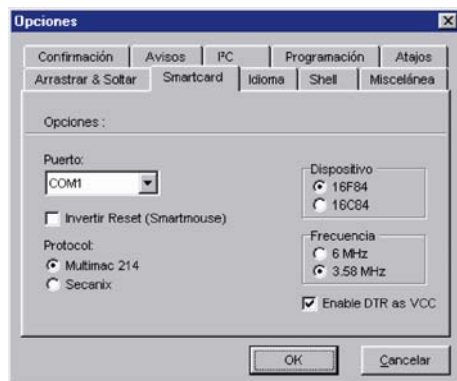 Opciones
Confirmación Avisos I²C Programación Atajos
Arrastrar & Soltar Smartcard Idioma Shell Miscelánea
Opciones :
Puerto:
COM1
Invertir Reset (Smartmouse)
Protocol:
Multimac 214
Secanix
Dispositivo
16F84
16C84
Frecuencia
6 MHz
3.58 MHz
Enable DTR as VCC
OK Cancelar